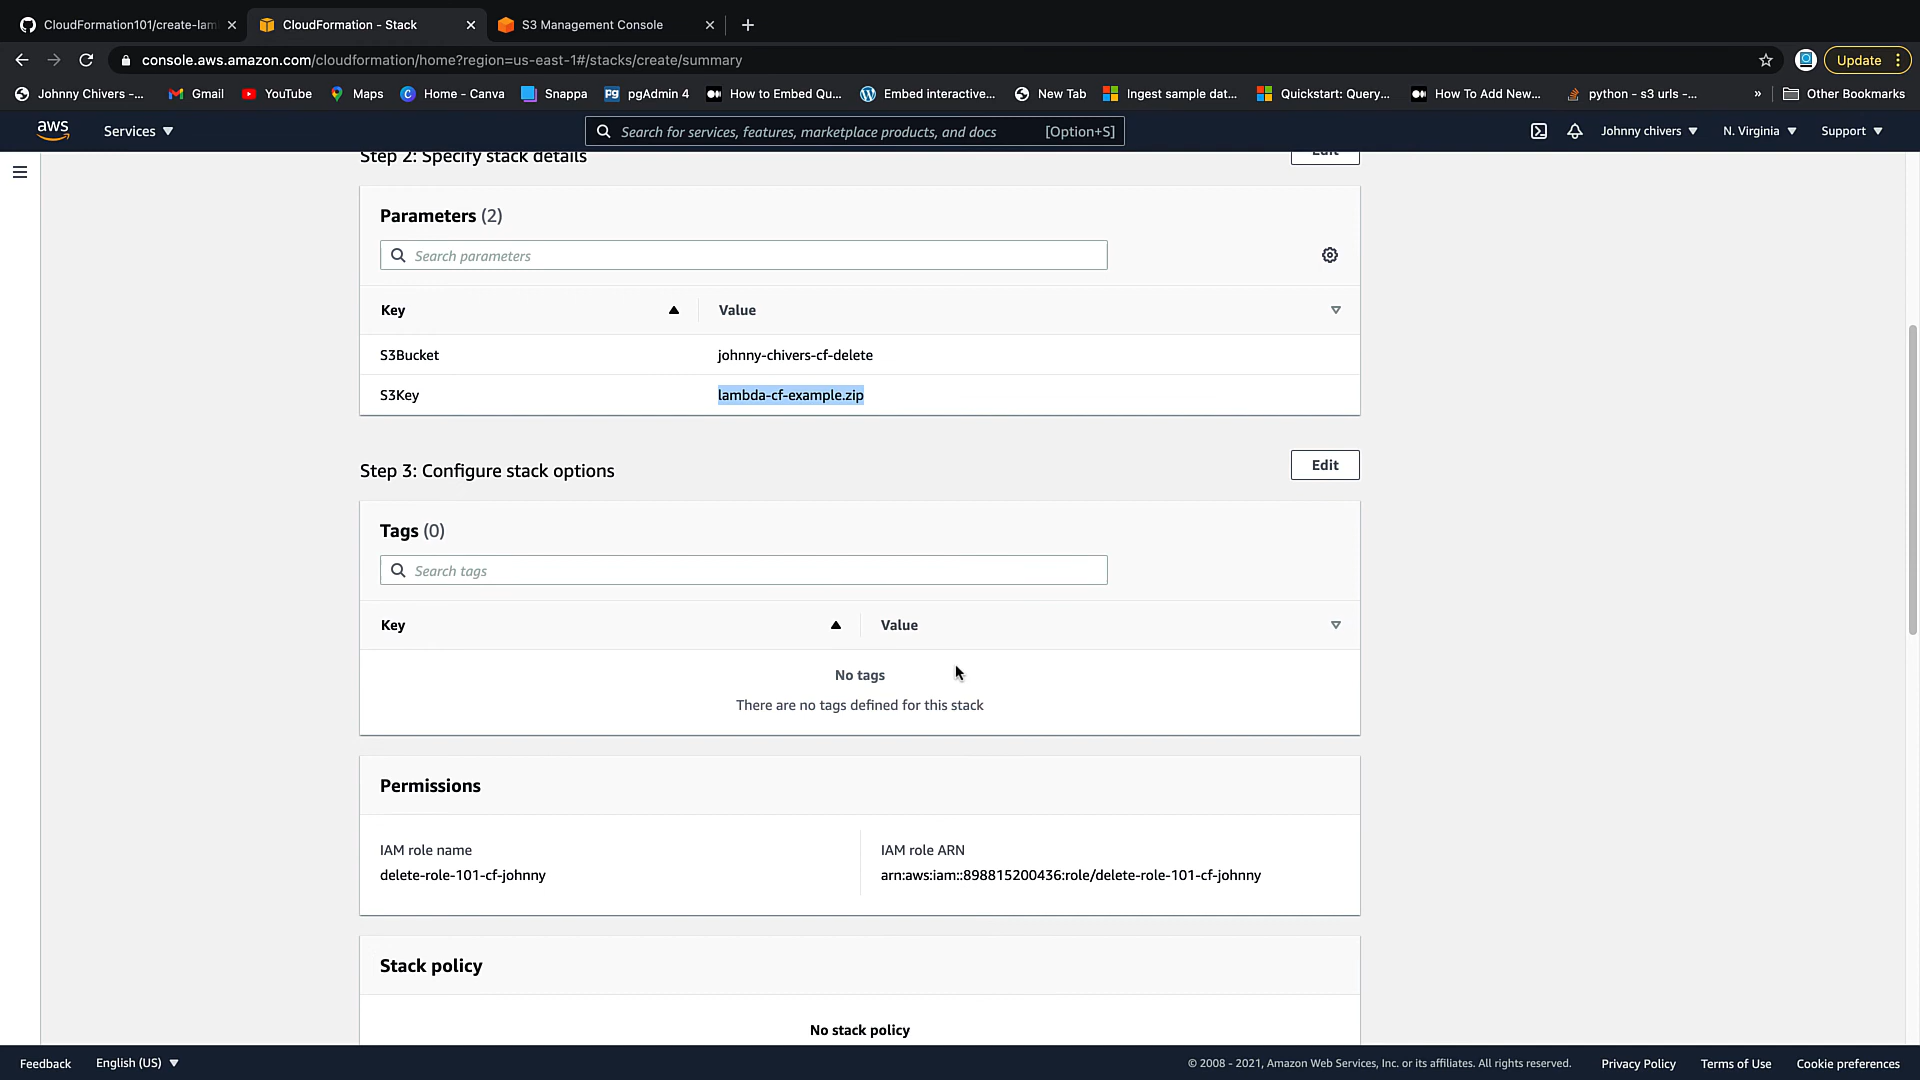 CloudFormation101/create-lam
CloudFormation - Stack
S3 Management Console
console.aws.amazon.com/cloudformation/home?region=us-east-1#/stacks/create/summary
Update
Johnny Chivers -...
Gmail
YouTube
Maps
Home - Canva
Snappa
pgAdmin 4
How to Embed Qu...
Embed interactive...
New Tab
Ingest sample dat...
Quickstart: Query...
How To Add New...
python - s3 urls -...
»
Other Bookmarks
aws
Services
Search for services, features, marketplace products, and docs
[Option+S]
Johnny chivers
N. Virginia
Support
Step 2: Specify stack details
Edit
Parameters (2)
Search parameters
Key
Value
S3Bucket
johnny-chivers-cf-delete
S3Key
lambda-cf-example.zip
Step 3: Configure stack options
Edit
Tags (0)
Search tags
Key
Value
No tags
There are no tags defined for this stack
Permissions
IAM role name
IAM role ARN
delete-role-101-cf-johnny
arn:aws:iam::898815200436:role/delete-role-101-cf-johnny
Stack policy
No stack policy
Feedback
English (US)
© 2008 - 2021, Amazon Web Services, Inc. or its affiliates. All rights reserved.
Privacy Policy
Terms of Use
Cookie preferences